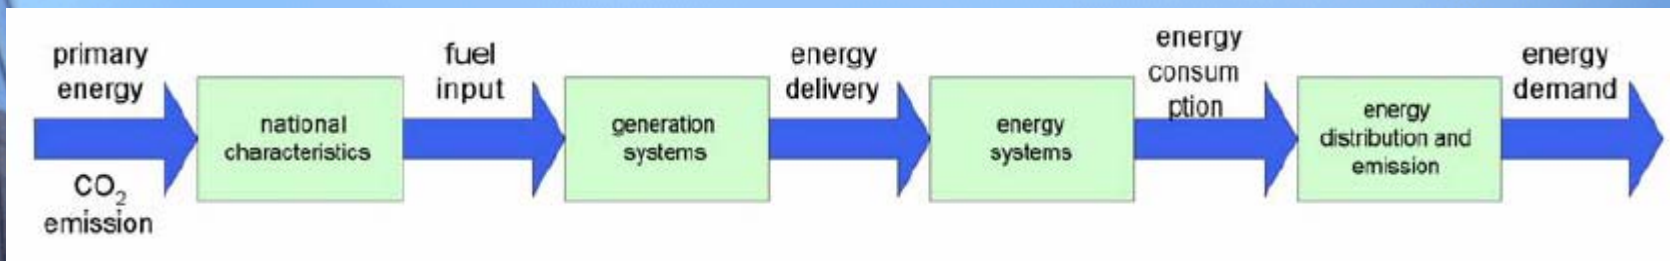 primary
energy
CO₂
emission
national
characteristics
fuel
input
generation
systems
energy
delivery
energy
systems
energy
consum
ption
energy
distribution and
emission
energy
demand